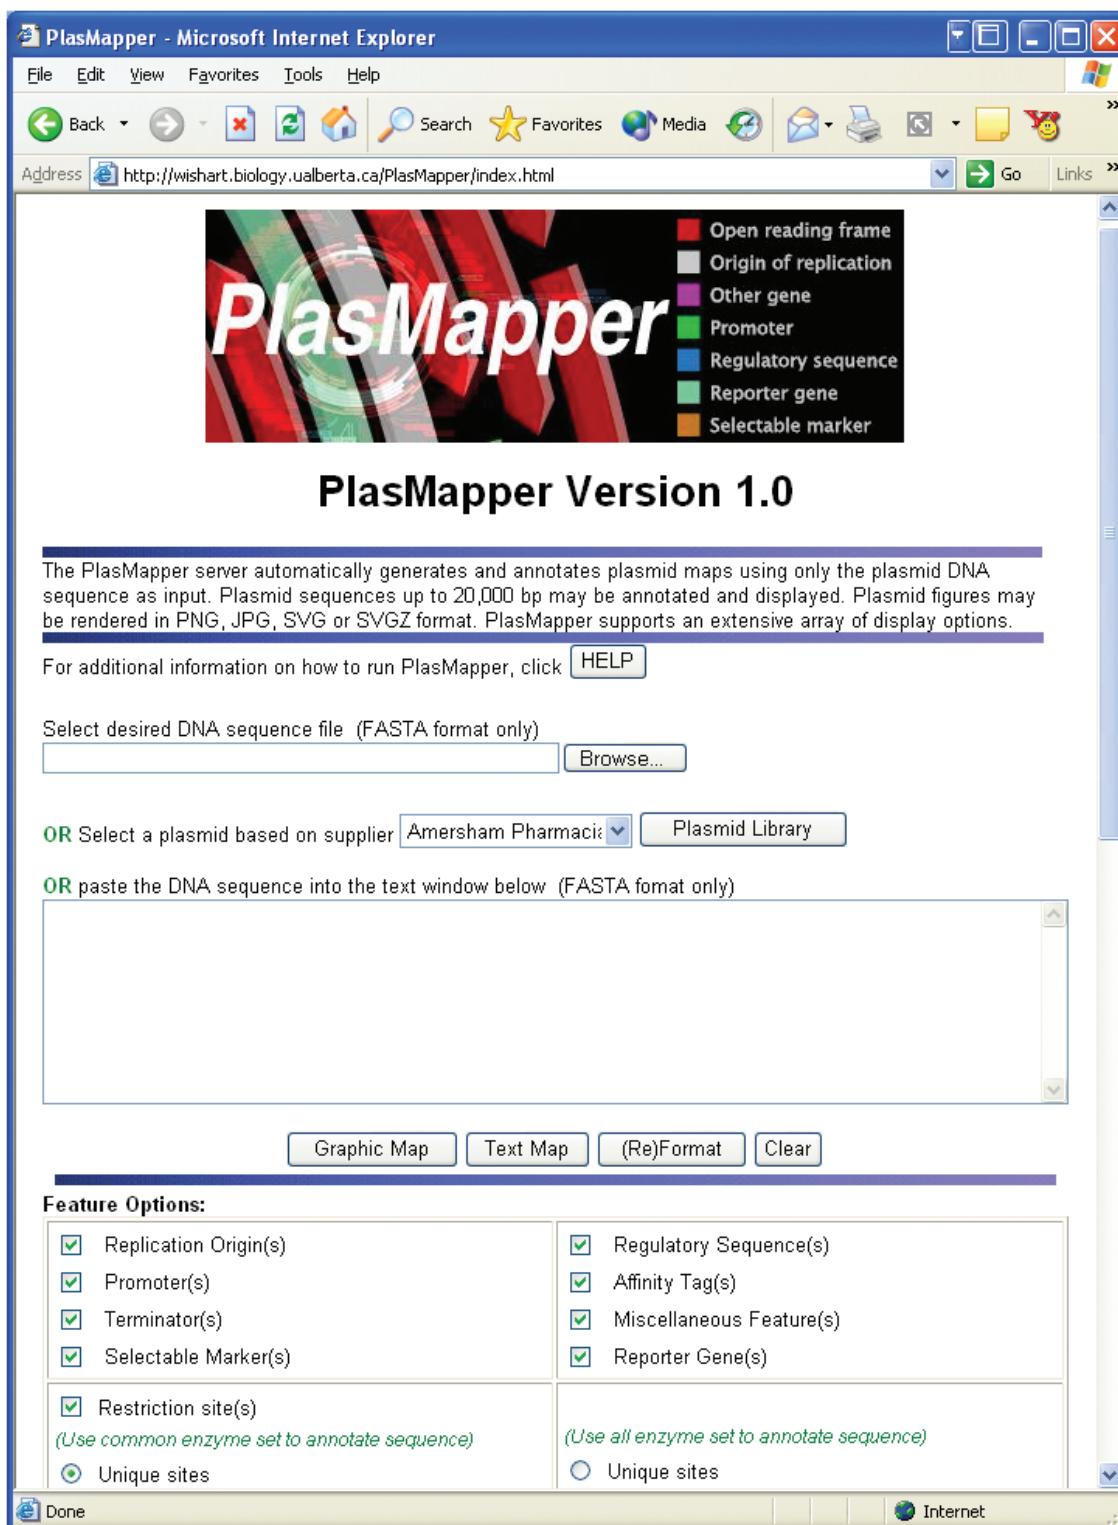 PlasMapper - Microsoft Internet Explorer
File Edit View Favorites Tools Help
Back Search Favorites Media
Address http://wishart.biology.ualberta.ca/PlasMapper/index.html Go Links
PlasMapper
Open reading frame
Origin of replication
Other gene
Promoter
Regulatory sequence
Reporter gene
Selectable marker
PlasMapper Version 1.0
The PlasMapper server automatically generates and annotates plasmid maps using only the plasmid DNA
sequence as input. Plasmid sequences up to 20,000 bp may be annotated and displayed. Plasmid figures may
be rendered in PNG, JPG, SVG or SVGZ format. PlasMapper supports an extensive array of display options.
For additional information on how to run PlasMapper, click HELP
Select desired DNA sequence file (FASTA format only)
Browse...
OR Select a plasmid based on supplier Amersham Pharmacia Plasmid Library
OR paste the DNA sequence into the text window below (FASTA fomat only)
Graphic Map Text Map (Re)Format Clear
Feature Options:
Replication Origin(s) Regulatory Sequence(s)
Promoter(s) Affinity Tag(s)
Terminator(s) Miscellaneous Feature(s)
Selectable Marker(s) Reporter Gene(s)
Restriction site(s)
(Use common enzyme set to annotate sequence) (Use all enzyme set to annotate sequence)
Unique sites Unique sites
Done Internet